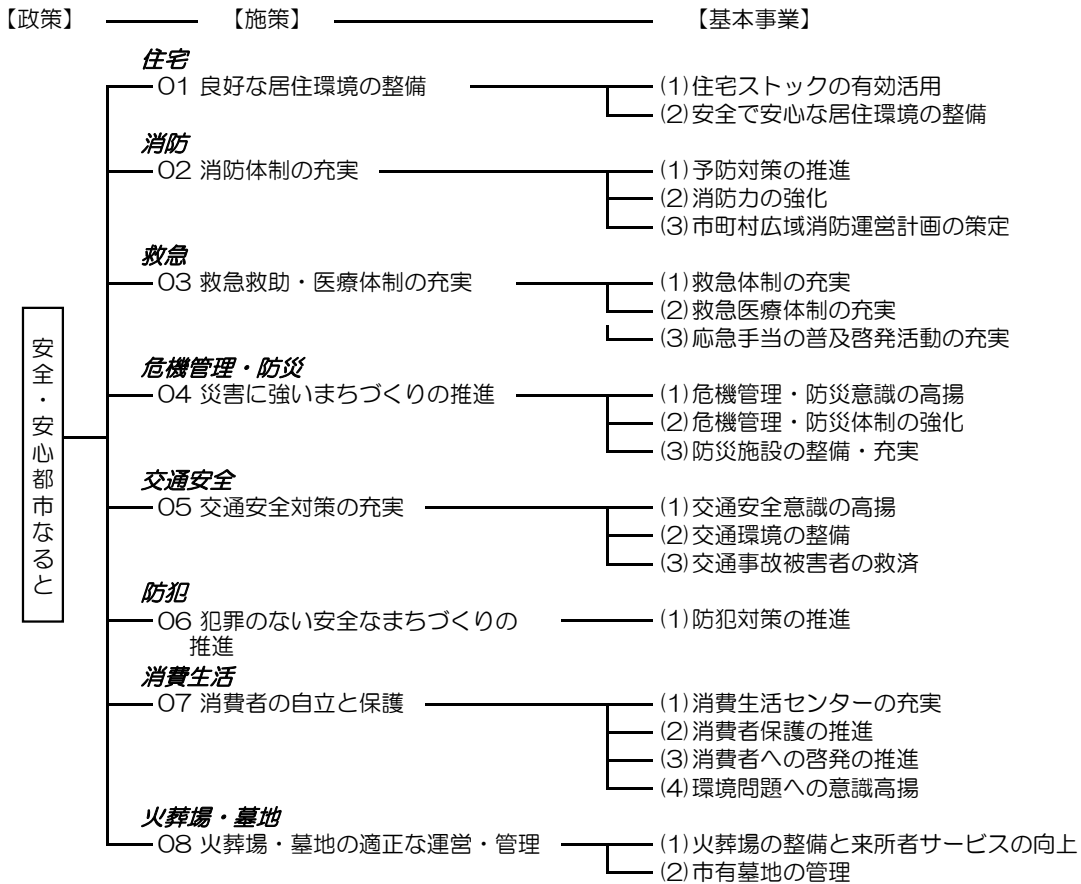 【政策】 【施策】 【基本事業】
安全・安心都市なると
住宅
01 良好な居住環境の整備
(1)住宅ストックの有効活用
(2)安全で安心な居住環境の整備
消防
02 消防体制の充実
(1)予防対策の推進
(2)消防力の強化
(3)市町村広域消防運営計画の策定
救急
03 救急救助・医療体制の充実
(1)救急体制の充実
(2)救急医療体制の充実
(3)応急手当の普及啓発活動の充実
危機管理・防災
04 災害に強いまちづくりの推進
(1)危機管理・防災意識の高揚
(2)危機管理・防災体制の強化
(3)防災施設の整備・充実
交通安全
05 交通安全対策の充実
(1)交通安全意識の高揚
(2)交通環境の整備
(3)交通事故被害者の救済
防犯
06 犯罪のない安全なまちづくりの
推進
(1)防犯対策の推進
消費生活
07 消費者の自立と保護
(1)消費生活センターの充実
(2)消費者保護の推進
(3)消費者への啓発の推進
(4)環境問題への意識高揚
火葬場・墓地
08 火葬場・墓地の適正な運営・管理
(1)火葬場の整備と来所者サービスの向上
(2)市有墓地の管理